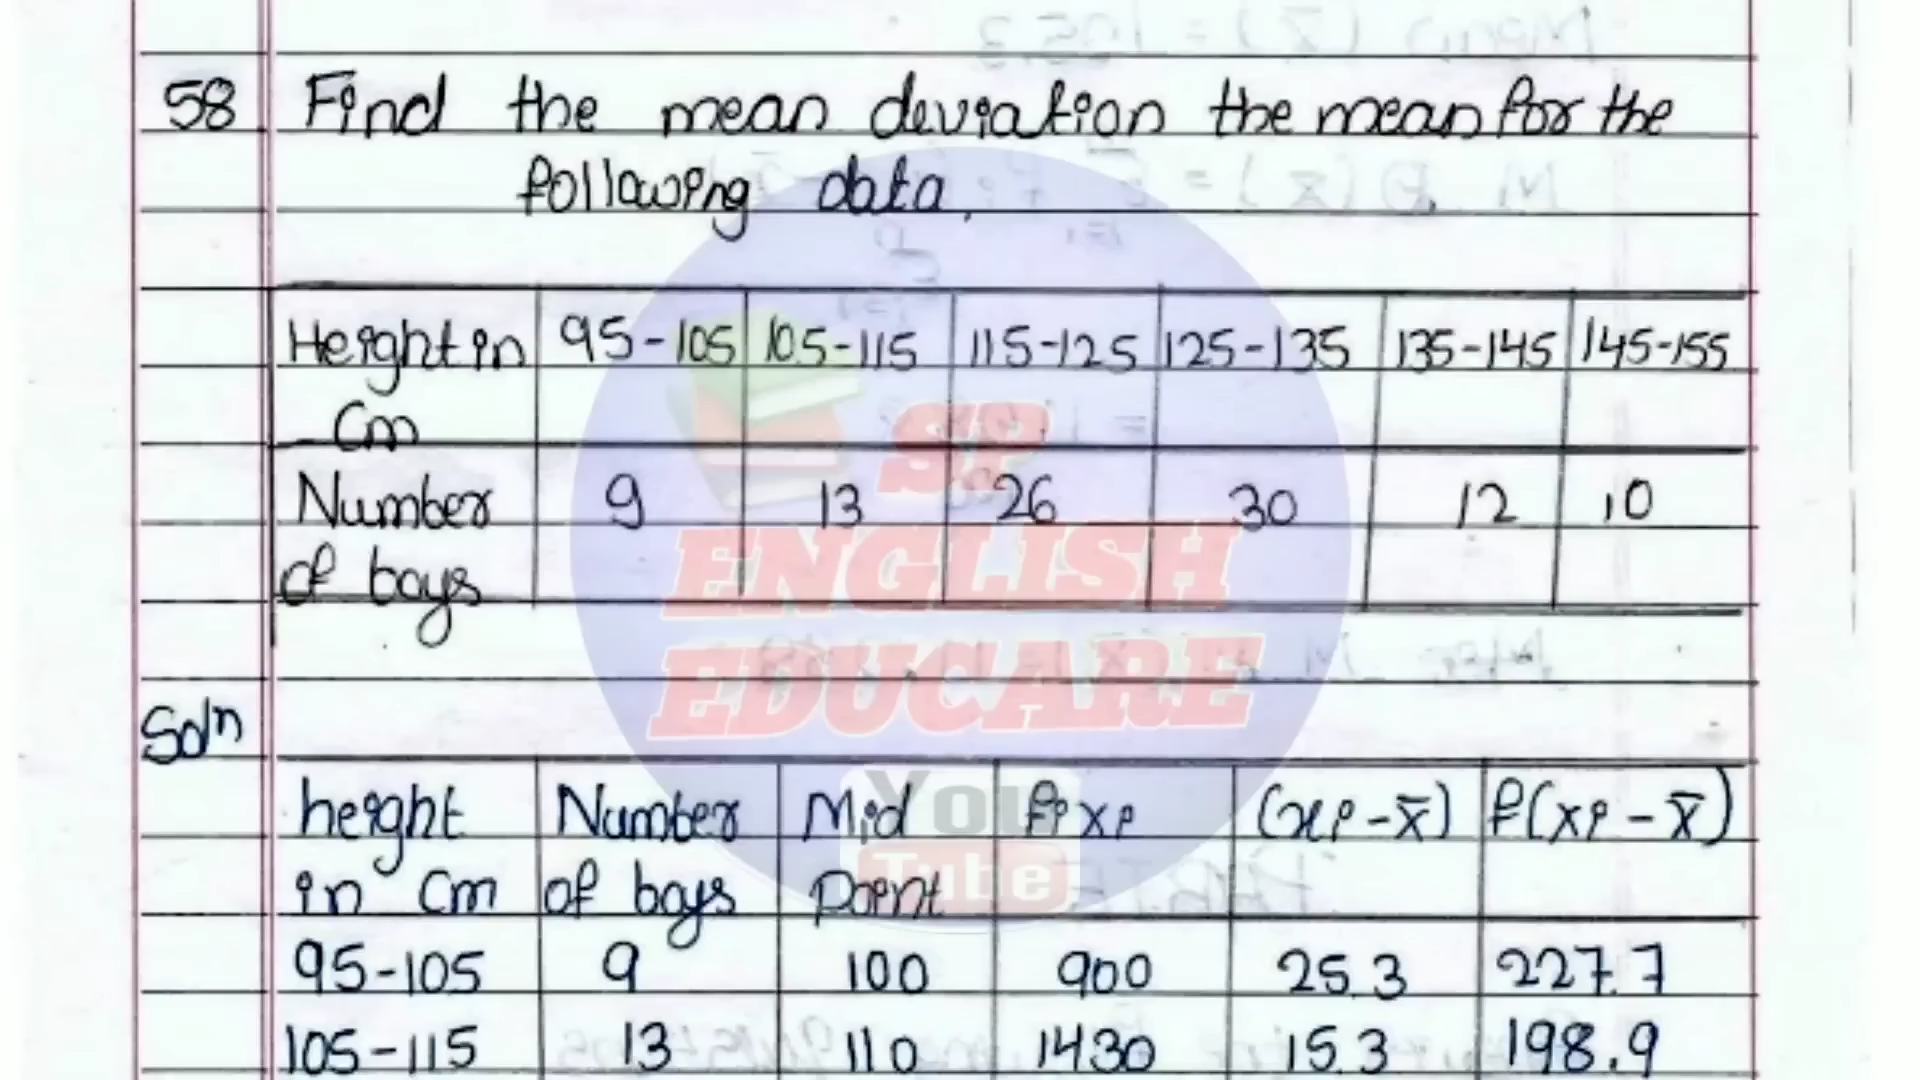 58 Find the mean deviation the mean for the
following data.
Height in 95-105 105-115 115-125 125-135 135-145 145-155
Cm
Number 9 13 26 30 12 10
of boys
SP
ENGLISH
EDUCARE
You
Tube
Soln
height Number Mid fixi (xi-x̄) f(xi-x̄)
in Cm of boys Point
95-105 9 100 900 25.3 227.7
105-115 13 110 1430 15.3 198.9